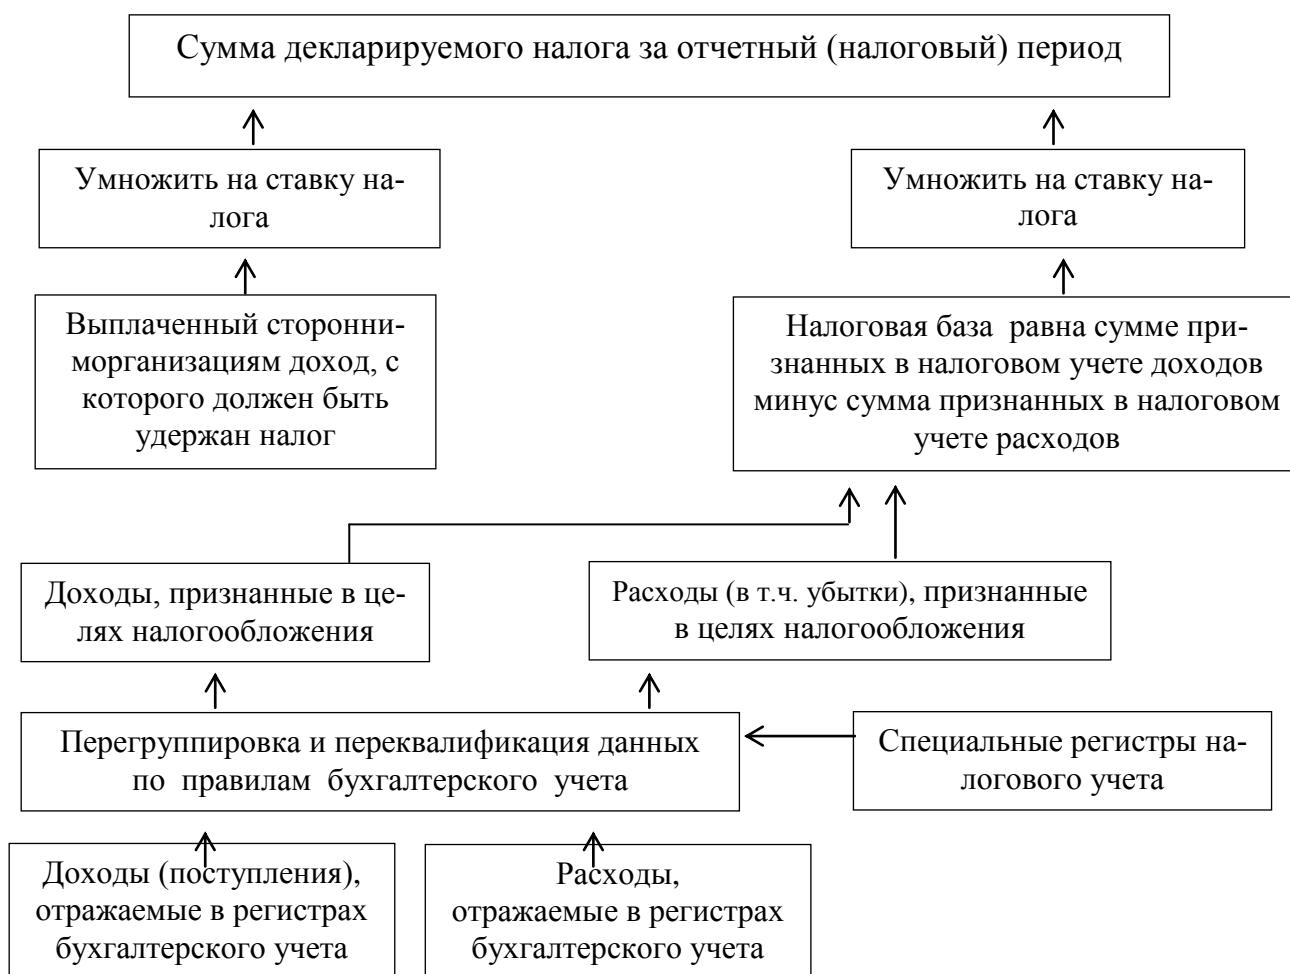 Сумма декларируемого налога за отчетный (налоговый) период
Умножить на ставку на-
лога
Умножить на ставку на-
лога
Выплаченный сторонни-
морганизациям доход, с
которого должен быть
удержан налог
Налоговая база равна сумме при-
знанных в налоговом учете доходов
минус сумма признанных в налоговом
учете расходов
Доходы, признанные в це-
лях налогообложения
Расходы (в т.ч. убытки), признанные
в целях налогообложения
Перегруппировка и переквалификация данных
по правилам бухгалтерского учета
Специальные регистры на-
логового учета
Доходы (поступления),
отражаемые в регистрах
бухгалтерского учета
Расходы,
отражаемые в регистрах
бухгалтерского учета